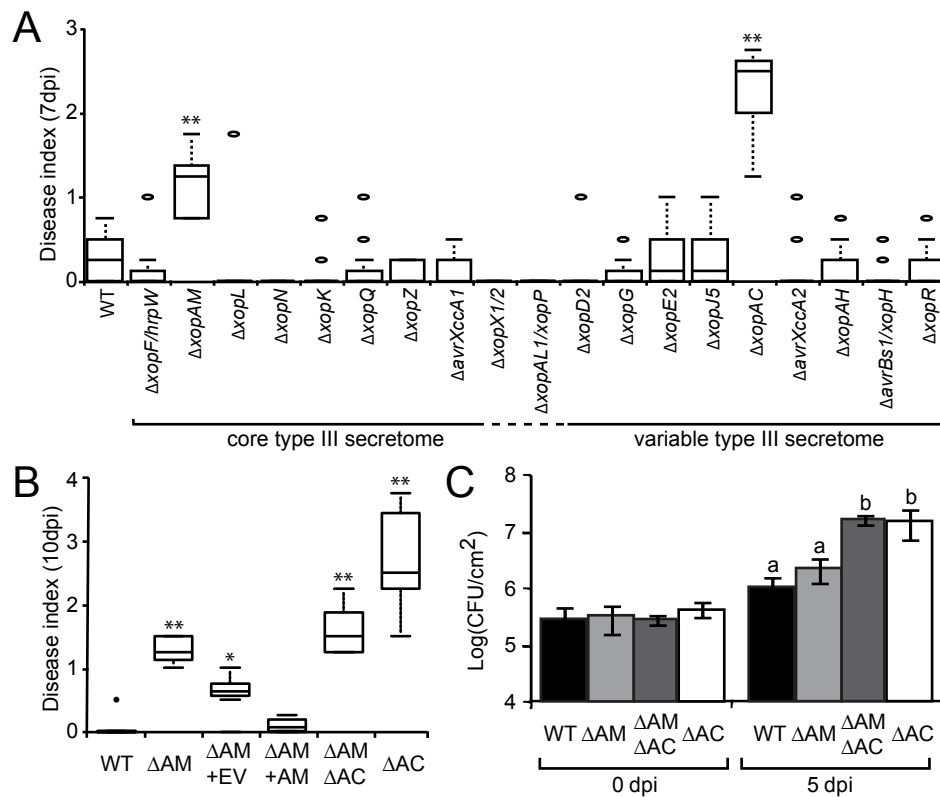 A
Disease index (7dpi)
3
2
1
0
**
**
WT
ΔxopF/hrpW
ΔxopAM
ΔxopL
ΔxopN
ΔxopK
ΔxopQ
ΔxopZ
ΔavrXccA1
ΔxopX1/2
ΔxopAL1/xopP
ΔxopD2
ΔxopG
ΔxopE2
ΔxopJ5
ΔxopAC
ΔavrXccA2
ΔxopAH
ΔavrBs1/xopH
ΔxopR
core type III secretome
variable type III secretome
B
Disease index (10dpi)
4
3
2
1
0
**
*
**
**
WT
ΔAM
ΔAM
+EV
ΔAM
+AM
ΔAM
ΔAC
ΔAC
C
Log(CFU/cm²)
8
7
6
5
4
a
a
b
b
WT
ΔAM
ΔAM
ΔAC
ΔAC
WT
ΔAM
ΔAM
ΔAC
ΔAC
0 dpi
5 dpi